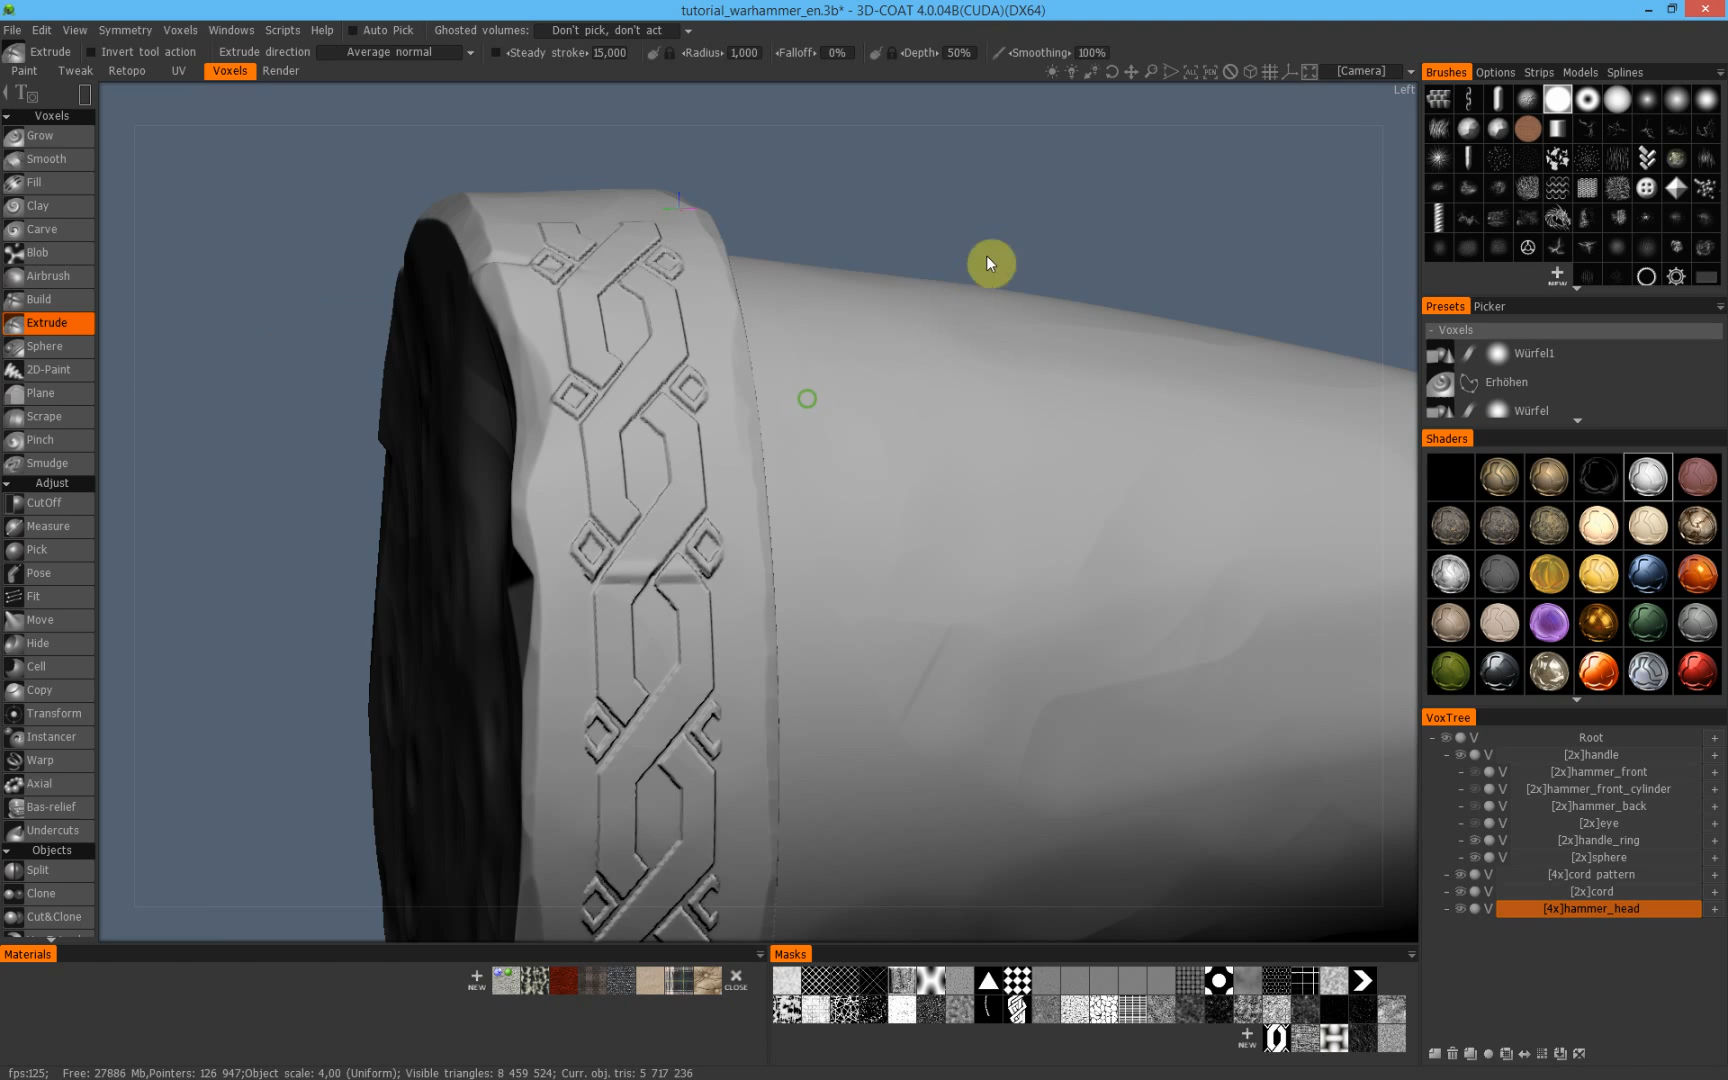 tutorial_warhammer_en.3b* - 3D-COAT 4.0.04B(CUDA)(DX64)
File Edit View Symmetry Voxels Windows Scripts Help Auto Pick Ghosted volumes: Don't pick, don't act
Extrude Invert tool action Extrude direction Average normal Steady stroke 15,000 Radius 1,000 Falloff 0% Depth 50% Smoothing 100%
Paint Tweak Retopo UV Voxels Render [Camera]
Left
Voxels
Grow
Smooth
Fill
Clay
Carve
Blob
Airbrush
Build
Extrude
Sphere
2D-Paint
Plane
Scrape
Pinch
Smudge
Adjust
CutOff
Measure
Pick
Pose
Fit
Move
Hide
Cell
Copy
Transform
Instancer
Warp
Axial
Bas-relief
Undercuts
Objects
Split
Clone
Cut&Clone
Brushes Options Strips Models Splines
NEW
Presets Picker
- Voxels
Würfel1
Erhöhen
Würfel
Shaders
VoxTree
Root
[2x]handle
[2x]hammer_front
[2x]hammer_front_cylinder
[2x]hammer_back
[2x]eye
[2x]handle_ring
[2x]sphere
[4x]cord pattern
[2x]cord
[4x]hammer_head
Materials
NEW
CLOSE
Masks
NEW
fps:125; Free: 27886 Mb,Pointers: 126 947;Object scale: 4,00 (Uniform); Visible triangles: 8 459 524; Curr. obj. tris: 5 717 236